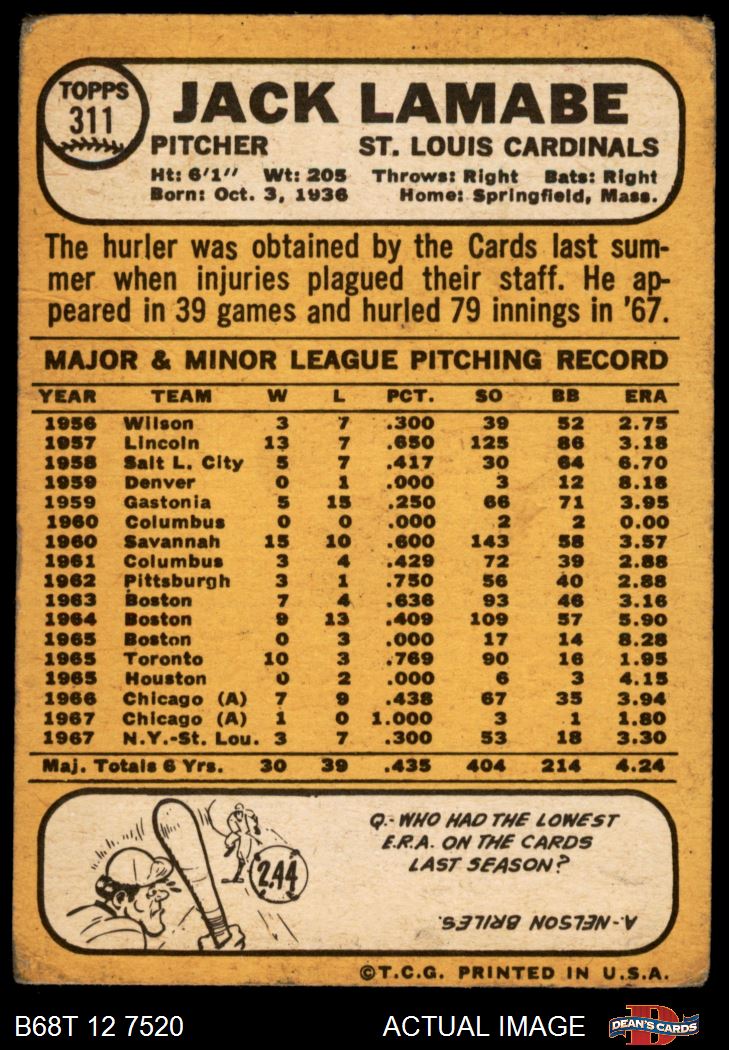 TOPPS
311
JACK LAMABE
PITCHER ST. LOUIS CARDINALS
Ht: 6'1" Wt: 205 Throws: Right Bats: Right
Born: Oct. 3, 1936 Home: Springfield, Mass.
The hurler was obtained by the Cards last sum-
mer when injuries plagued their staff. He ap-
peared in 39 games and hurled 79 innings in '67.
MAJOR & MINOR LEAGUE PITCHING RECORD
YEAR TEAM W L PCT. SO BB ERA
1956 Wilson 3 7 .300 39 52 2.75
1957 Lincoln 13 7 .650 125 86 3.18
1958 Salt L. City 5 7 .417 30 64 6.70
1959 Denver 0 1 .000 3 12 8.18
1959 Gastonia 5 15 .250 66 71 3.95
1960 Columbus 0 0 .000 2 2 0.00
1960 Savannah 15 10 .600 143 58 3.57
1961 Columbus 3 4 .429 72 39 2.88
1962 Pittsburgh 3 1 .750 56 40 2.88
1963 Boston 7 4 .636 93 46 3.16
1964 Boston 9 13 .409 109 57 5.90
1965 Boston 0 3 .000 17 14 8.28
1965 Toronto 10 3 .769 90 16 1.95
1965 Houston 0 2 .000 6 3 4.15
1966 Chicago (A) 7 9 .438 67 35 3.94
1967 Chicago (A) 1 0 1.000 3 1 1.80
1967 N.Y.-St. Lou. 3 7 .300 53 18 3.30
Maj. Totals 6 Yrs. 30 39 .435 404 214 4.24
2.44
Q.- WHO HAD THE LOWEST
E.R.A. ON THE CARDS
LAST SEASON?
A.-NELSON BRILES.
©T.C.G. PRINTED IN U.S.A.
B68T 12 7520 ACTUAL IMAGE
D
DEAN'S CARDS